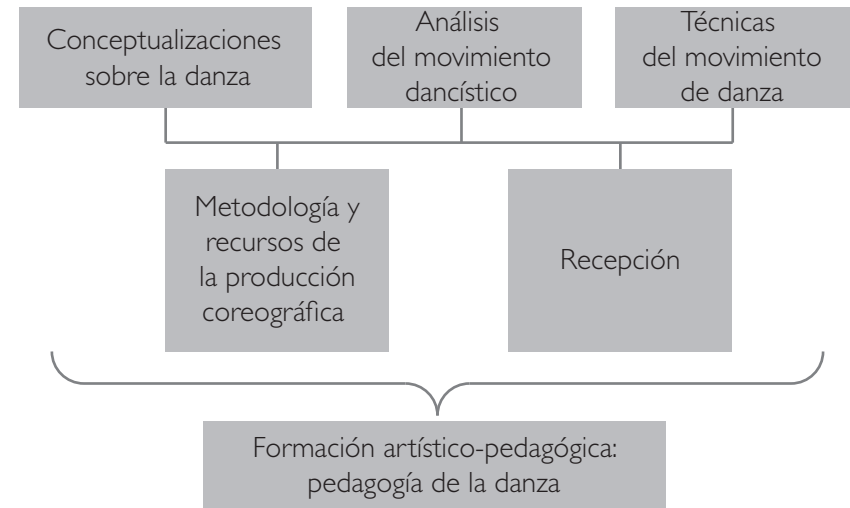 Conceptualizaciones
sobre la danza
Análisis
del movimiento
dancístico
Técnicas
del movimiento
de danza
Metodología y
recursos de
la producción
coreográfica
Recepción
Formación artístico-pedagógica:
pedagogía de la danza